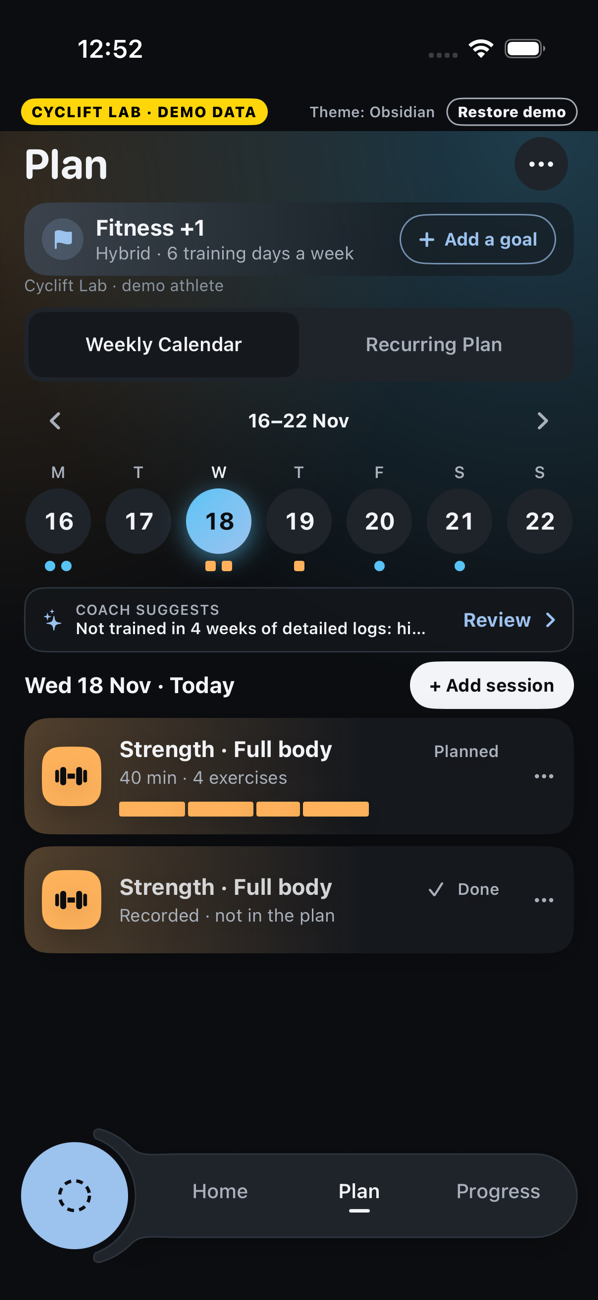 12:52
CYCLIFT LAB · DEMO DATA
Theme: Obsidian
Restore demo
Plan
Fitness +1
Hybrid · 6 training days a week
+ Add a goal
Cyclift Lab · demo athlete
Weekly Calendar
Recurring Plan
16–22 Nov
M T W T F S S
16 17 18 19 20 21 22
COACH SUGGESTS
Not trained in 4 weeks of detailed logs: hi...
Review
Wed 18 Nov · Today
+ Add session
Strength · Full body
Planned
40 min · 4 exercises
Strength · Full body
Done
Recorded · not in the plan
Home
Plan
Progress